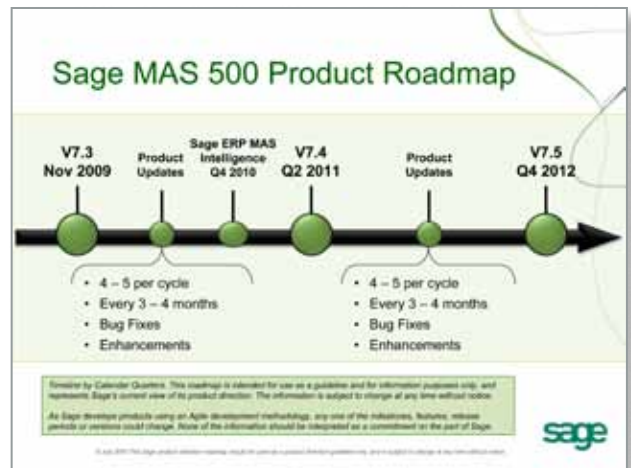 Sage MAS 500 Product Roadmap
V7.3
Nov 2009
Product
Updates
Sage ERP MAS
Intelligence
Q4 2010
V7.4
Q2 2011
Product
Updates
V7.5
Q4 2012
• 4 – 5 per cycle
• Every 3 – 4 months
• Bug Fixes
• Enhancements
• 4 – 5 per cycle
• Every 3 – 4 months
• Bug Fixes
• Enhancements
Timeline by Calendar Quarters. This roadmap is intended for use as a guideline and for information purposes only, and
represents Sage's current view of its product direction. The information is subject to change at any time without notice.
As Sage develops products using an Agile development methodology, any one of the milestones, features, release
periods or versions could change. None of the information should be interpreted as a commitment on the part of Sage.
sage